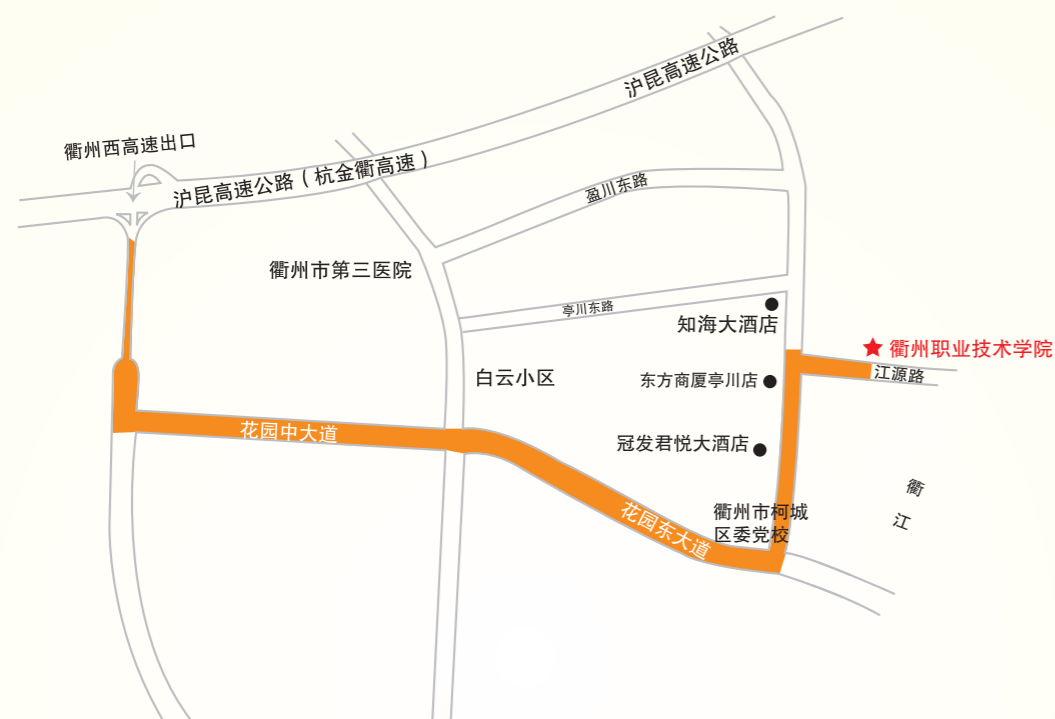 沪昆高速公路
衢州西高速出口
沪昆高速公路（杭金衢高速）
盈川东路
衢州市第三医院
亭川东路
知海大酒店
衢州职业技术学院
江源路
白云小区
东方商厦亭川店
花园中大道
冠发君悦大酒店
衢江
花园东大道
衢州市柯城
区委党校